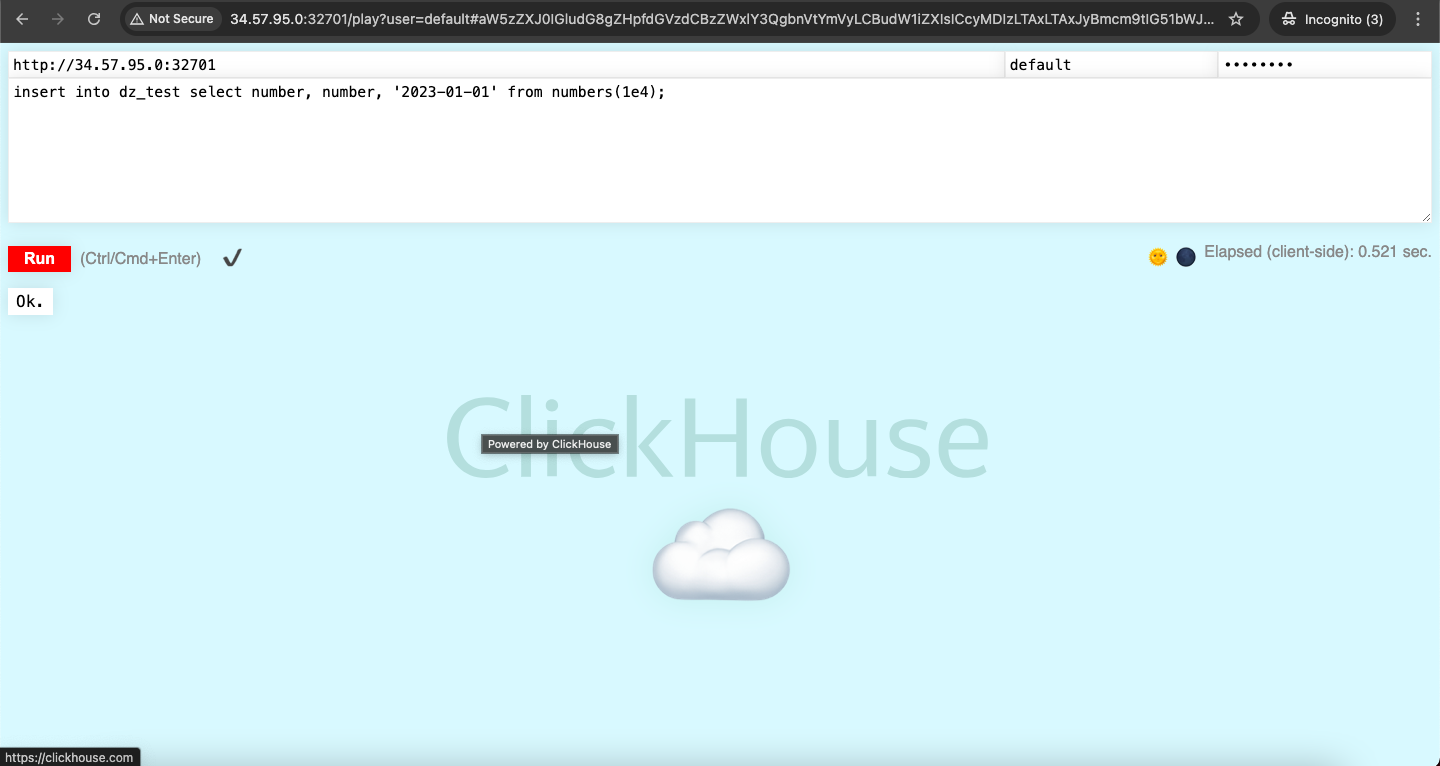 Not Secure 34.57.95.0:32701/play?user=default#aW5zZXJ0IGludG8gZHpfdGVzdCBzZWxlY3QgbnVtYmVyLCBudW1iZXIsICcyMDIzLTAxLTAxJyBmcm9tIG51bWJ... Incognito (3)
http://34.57.95.0:32701 default ••••••••
insert into dz_test select number, number, '2023-01-01' from numbers(1e4);
Run (Ctrl/Cmd+Enter) ✔ Elapsed (client-side): 0.521 sec.
Ok.
ClickHouse
Powered by ClickHouse
https://clickhouse.com